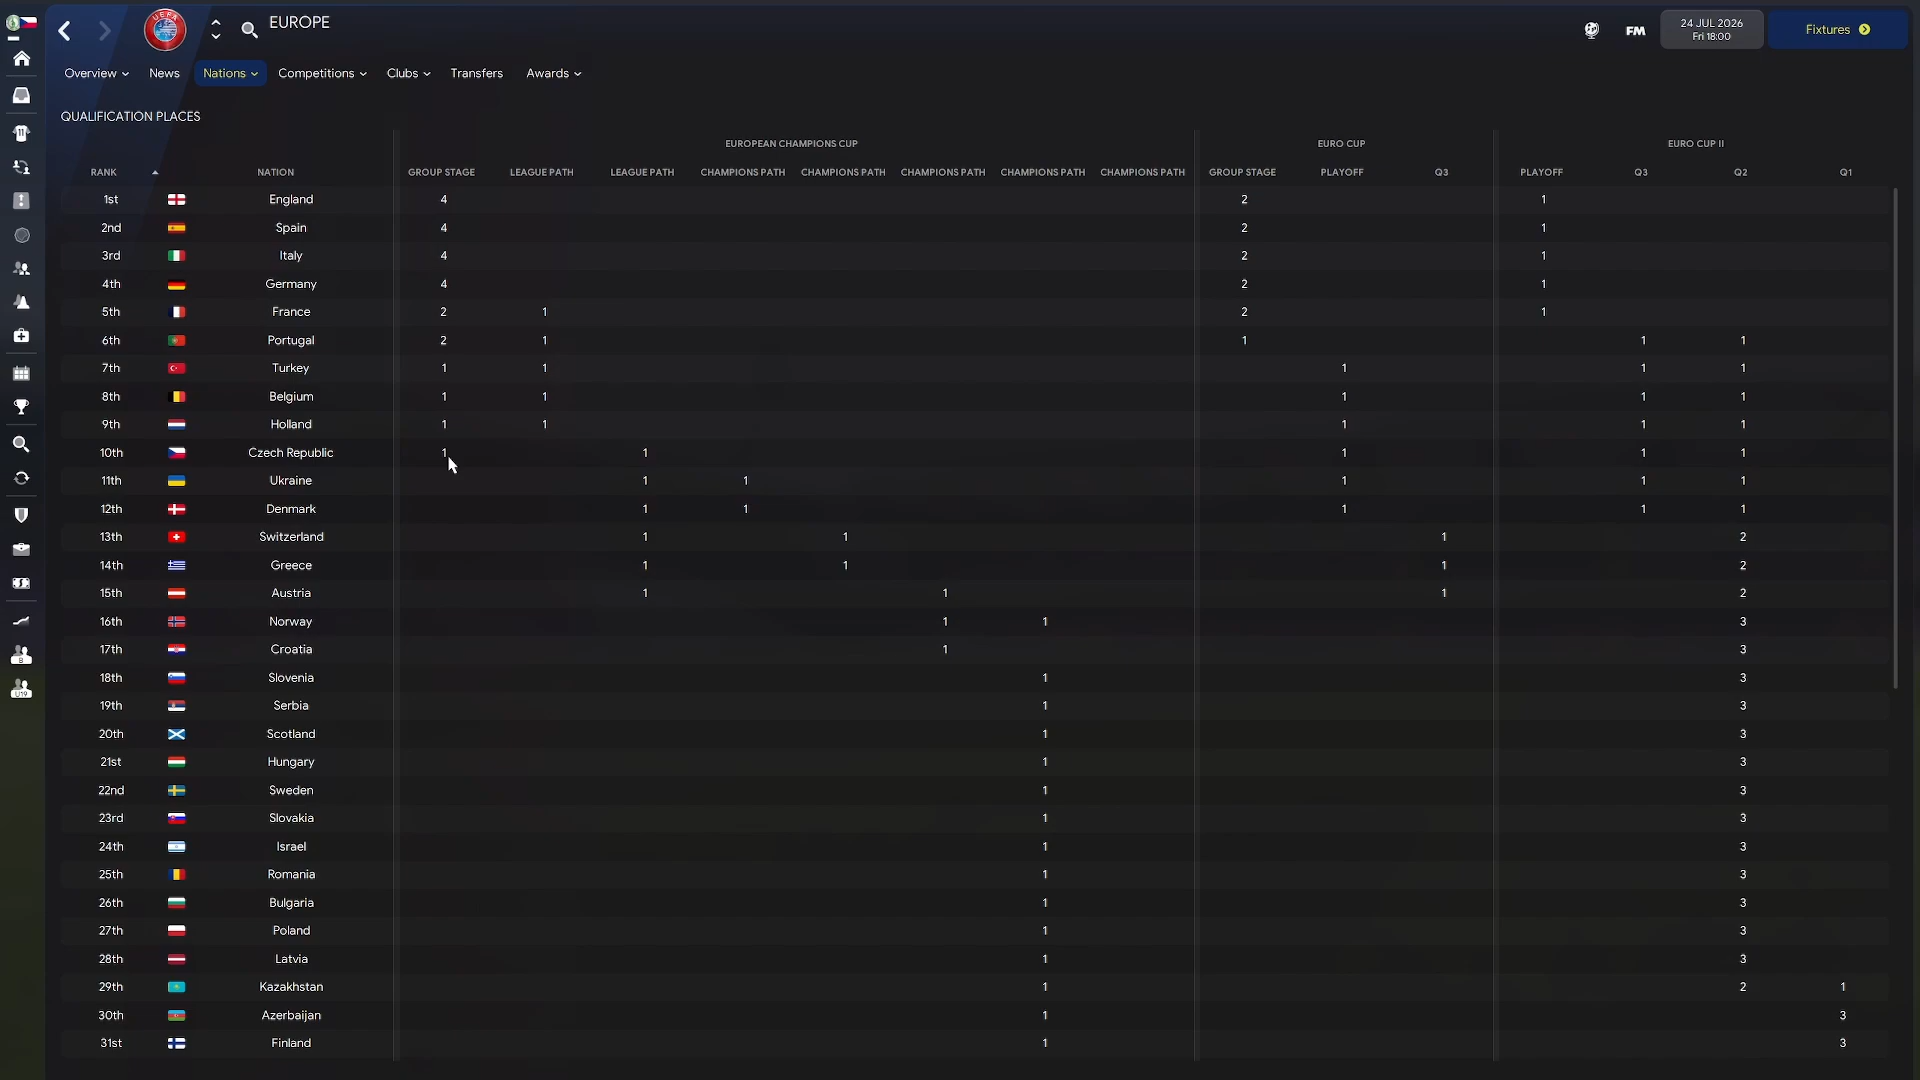 EUROPE
FM
24 JUL 2026
Fri 18:00
Fixtures
Overview News Nations Competitions Clubs Transfers Awards
QUALIFICATION PLACES
EUROPEAN CHAMPIONS CUP EURO CUP EURO CUP II
RANK NATION GROUP STAGE LEAGUE PATH LEAGUE PATH CHAMPIONS PATH CHAMPIONS PATH CHAMPIONS PATH CHAMPIONS PATH CHAMPIONS PATH GROUP STAGE PLAYOFF Q3 PLAYOFF Q3 Q2 Q1
1st England 4 2 1
2nd Spain 4 2 1
3rd Italy 4 2 1
4th Germany 4 2 1
5th France 2 1 2 1
6th Portugal 2 1 1 1 1
7th Turkey 1 1 1 1 1
8th Belgium 1 1 1 1 1
9th Holland 1 1 1 1 1
10th Czech Republic 1 1 1 1 1
11th Ukraine 1 1 1 1 1
12th Denmark 1 1 1 1 1
13th Switzerland 1 1 1 2
14th Greece 1 1 1 2
15th Austria 1 1 1 2
16th Norway 1 1 3
17th Croatia 1 3
18th Slovenia 1 3
19th Serbia 1 3
20th Scotland 1 3
21st Hungary 1 3
22nd Sweden 1 3
23rd Slovakia 1 3
24th Israel 1 3
25th Romania 1 3
26th Bulgaria 1 3
27th Poland 1 3
28th Latvia 1 3
29th Kazakhstan 1 2 1
30th Azerbaijan 1 3
31st Finland 1 3
UEFA
11
B
U19